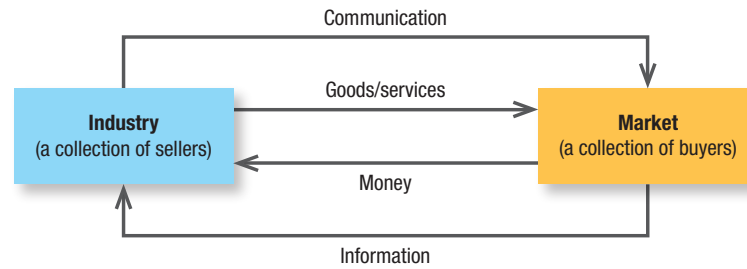 Communication
Goods/services
Industry
(a collection of sellers)
Market
(a collection of buyers)
Money
Information